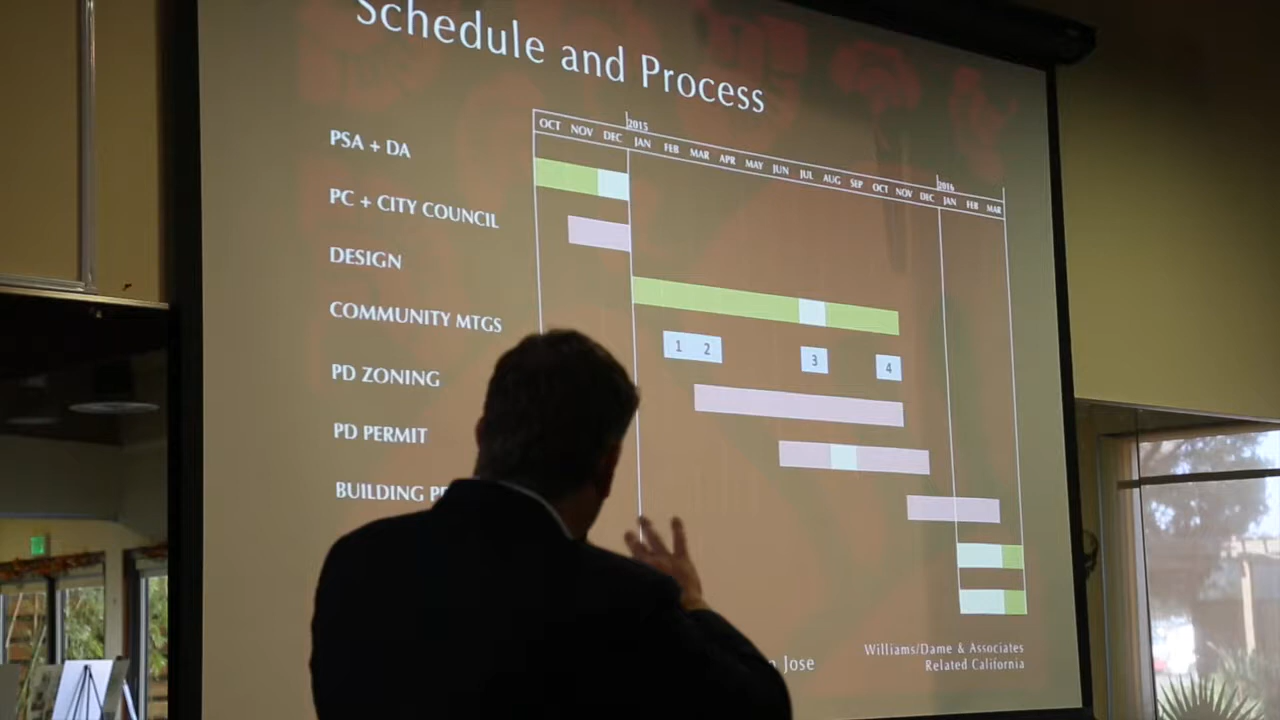 Schedule and Process
2015
2016
OCT NOV DEC JAN FEB MAR APR MAY JUN JUL AUG SEP OCT NOV DEC JAN FEB MAR
PSA + DA
PC + CITY COUNCIL
DESIGN
COMMUNITY MTGS
1 2 3 4
PD ZONING
PD PERMIT
BUILDING
Jose
Williams/Dame & Associates
Related California